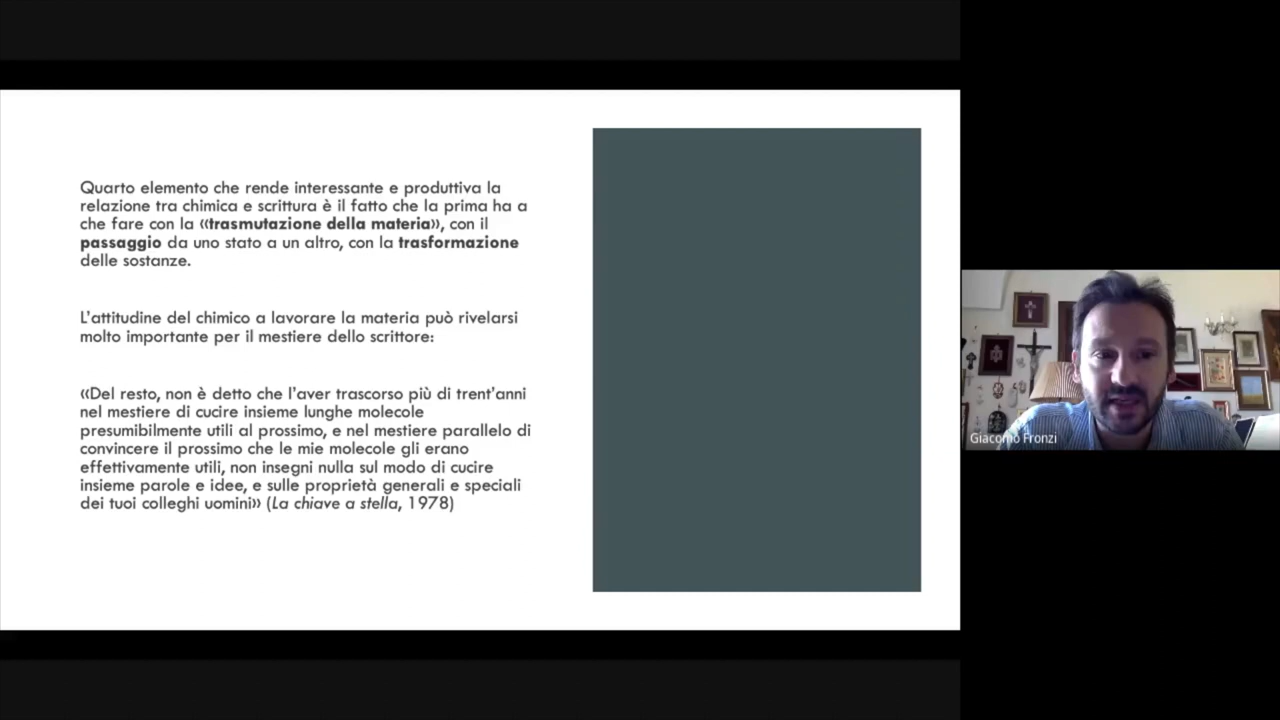 Quarto elemento che rende interessante e produttiva la
relazione tra chimica e scrittura è il fatto che la prima ha a
che fare con la «trasmutazione della materia», con il
passaggio da uno stato a un altro, con la trasformazione
delle sostanze.
L'attitudine del chimico a lavorare la materia può rivelarsi
molto importante per il mestiere dello scrittore:
«Del resto, non è detto che l'aver trascorso più di trent'anni
nel mestiere di cucire insieme lunghe molecole
presumibilmente utili al prossimo, e nel mestiere parallelo di
convincere il prossimo che le mie molecole gli erano
effettivamente utili, non insegni nulla sul modo di cucire
insieme parole e idee, e sulle proprietà generali e speciali
dei tuoi colleghi uomini» (La chiave a stella, 1978)
Giacomo Fronzi